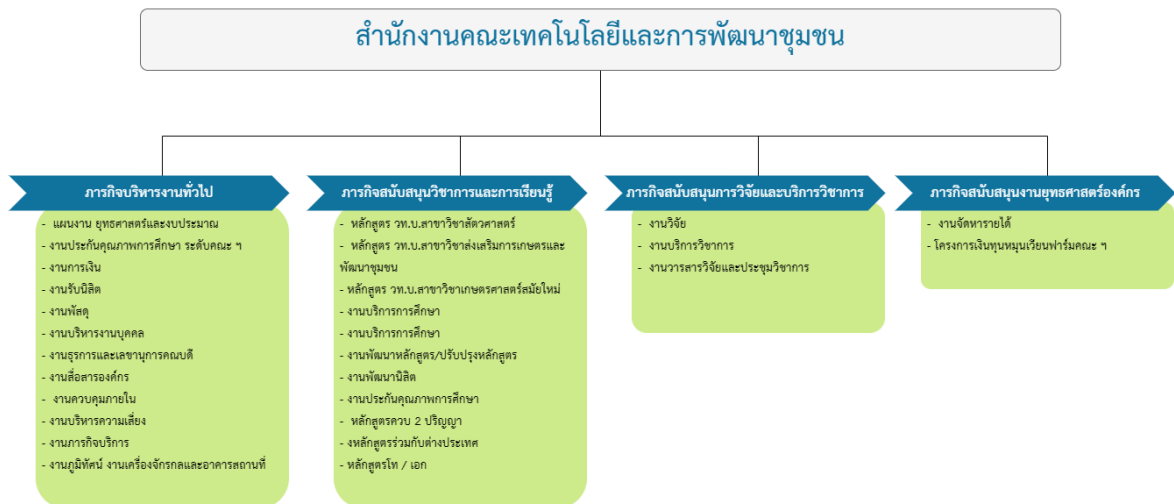 สำนักงานคณะเทคโนโลยีและการพัฒนาชุมชน
ภารกิจบริหารงานทั่วไป
- แผนงาน ยุทธศาสตร์และงบประมาณ
- งานประกันคุณภาพการศึกษา ระดับคณะ ฯ
- งานการเงิน
- งานรับนิสิต
- งานพัสดุ
- งานบริหารงานบุคคล
- งานธุรการและเลขานุการคณบดี
- งานสื่อสารองค์กร
- งานควบคุมภายใน
- งานบริหารความเสี่ยง
- งานภารกิจบริการ
- งานภูมิทัศน์ งานเครื่องจักรกลและอาคารสถานที่
ภารกิจสนับสนุนวิชาการและการเรียนรู้
- หลักสูตร วท.บ.สาขาวิชาสัตวศาสตร์
- หลักสูตร วท.บ.สาขาวิชาส่งเสริมการเกษตรและ
พัฒนาชุมชน
- หลักสูตร วท.บ.สาขาวิชาเกษตรศาสตร์สมัยใหม่
- งานบริการการศึกษา
- งานบริการการศึกษา
- งานพัฒนาหลักสูตร/ปรับปรุงหลักสูตร
- งานพัฒนานิสิต
- งานประกันคุณภาพการศึกษา
- หลักสูตรควบ 2 ปริญญา
- งหลักสูตรร่วมกับต่างประเทศ
- หลักสูตรโท / เอก
ภารกิจสนับสนุนการวิจัยและบริการวิชาการ
- งานวิจัย
- งานบริการวิชาการ
- งานวารสารวิจัยและประชุมวิชาการ
ภารกิจสนับสนุนงานยุทธศาสตร์องค์กร
- งานจัดหารายได้
- โครงการเงินทุนหมุนเวียนฟาร์มคณะ ฯ